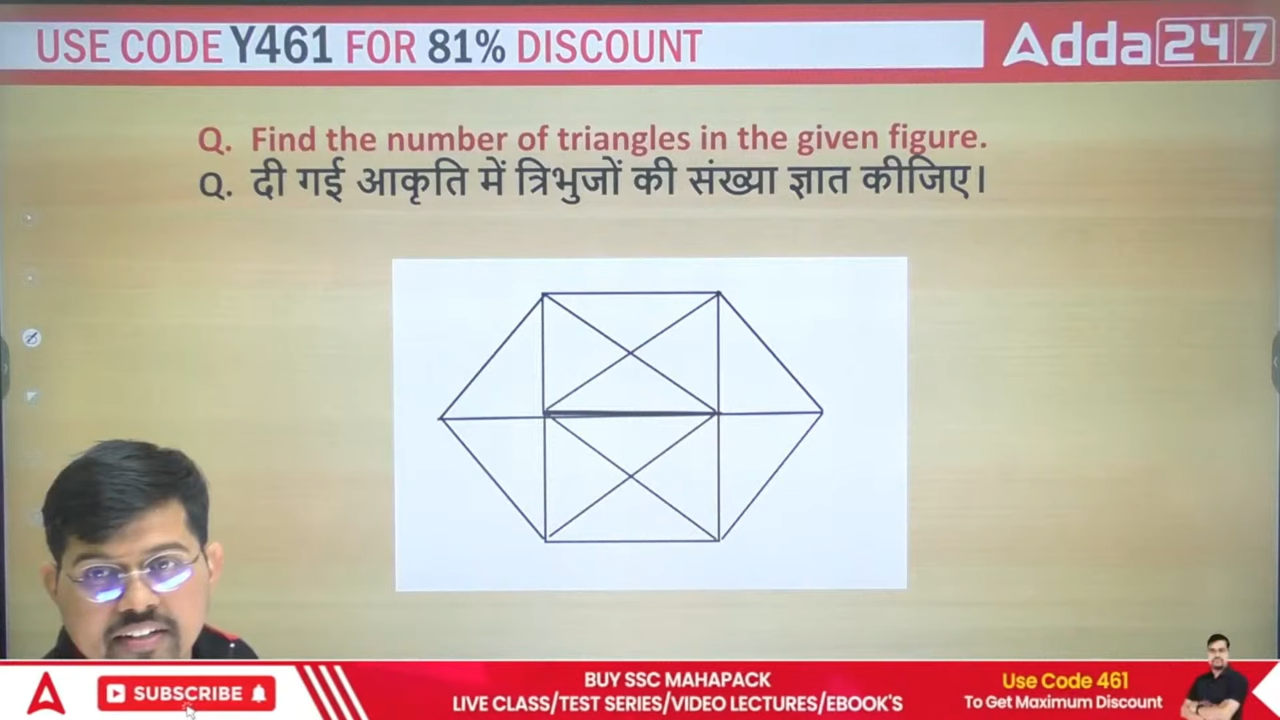 USE CODE Y461 FOR 81% DISCOUNT
Adda247
Q. Find the number of triangles in the given figure.
Q. दी गई आकृति में त्रिभुजों की संख्या ज्ञात कीजिए।
SUBSCRIBE
BUY SSC MAHAPACK
LIVE CLASS/TEST SERIES/VIDEO LECTURES/EBOOK'S
Use Code 461
To Get Maximum Discount